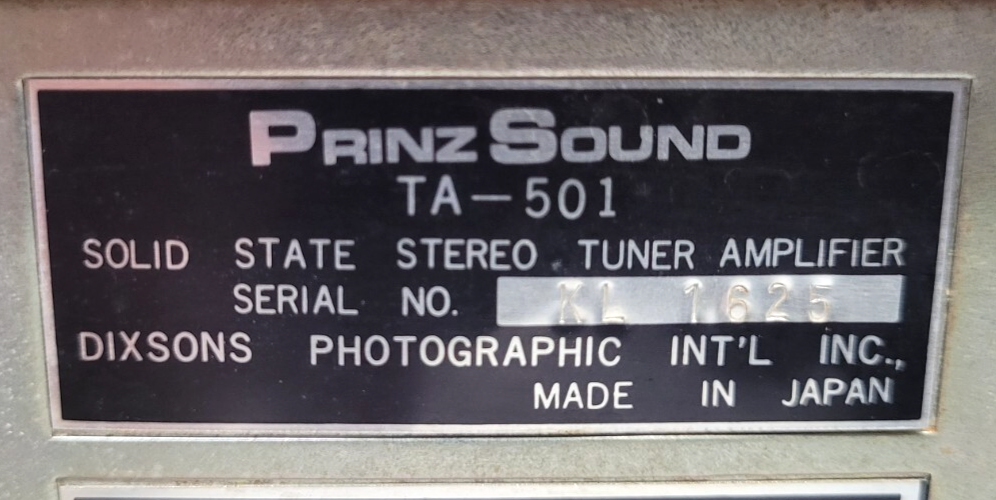 PRINZ SOUND
TA-501
SOLID STATE STEREO TUNER AMPLIFIER
SERIAL NO. KL 1625
DIXSONS PHOTOGRAPHIC INT'L INC.,
MADE IN JAPAN